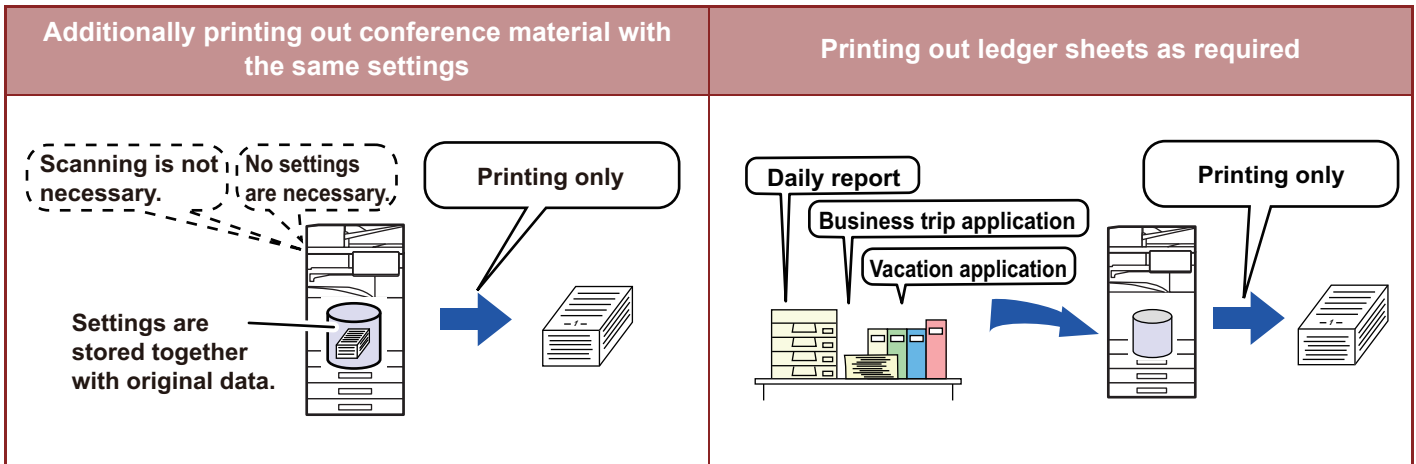 Additionally printing out conference material with
the same settings
Printing out ledger sheets as required
Scanning is not
necessary.
No settings
are necessary.
Printing only
Settings are
stored together
with original data.
-1-
Daily report
Business trip application
Vacation application
Printing only
-1-